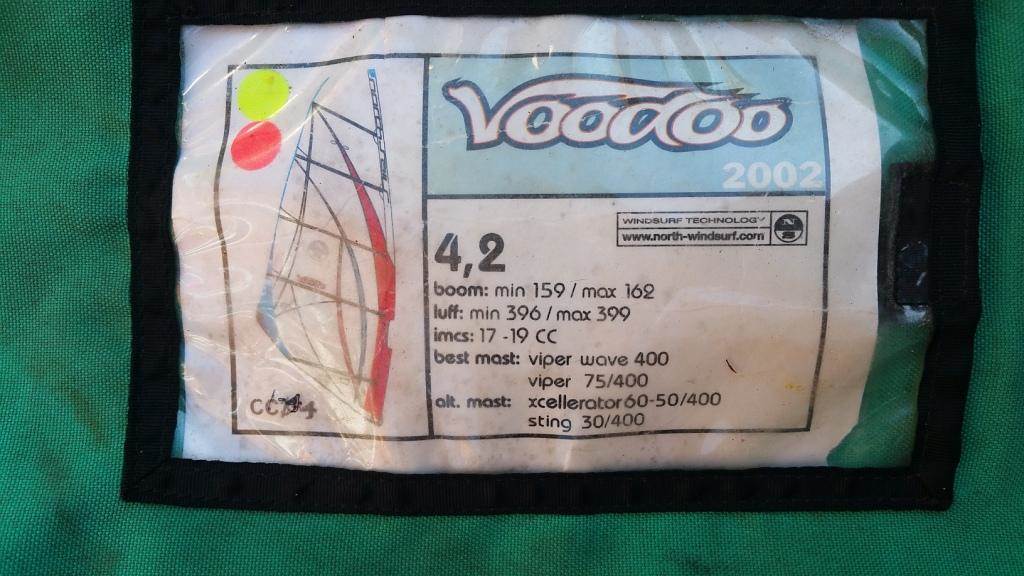 Voodoo
2002
WINDSURF TECHNOLOGY
www.north-windsurf.com
NS
4,2
boom: min 159 / max 162
luff: min 396 / max 399
imcs: 17 -19 CC
best mast: viper wave 400
viper 75/400
alt. mast: xcellerator 60-50/400
sting 30/400